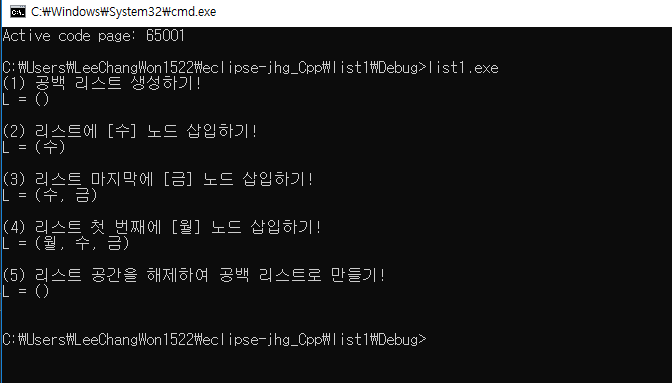 C:\Windows\System32\cmd.exe
Active code page: 65001
C:₩Users₩LeeChangWon1522₩eclipse-jhg_Cpp₩list1₩Debug>list1.exe
(1) 공백 리스트 생성하기!
L = ()
(2) 리스트에 [수] 노드 삽입하기!
L = (수)
(3) 리스트 마지막에 [금] 노드 삽입하기!
L = (수, 금)
(4) 리스트 첫 번째에 [월] 노드 삽입하기!
L = (월, 수, 금)
(5) 리스트 공간을 해제하여 공백 리스트로 만들기!
L = ()
C:₩Users₩LeeChangWon1522₩eclipse-jhg_Cpp₩list1₩Debug>